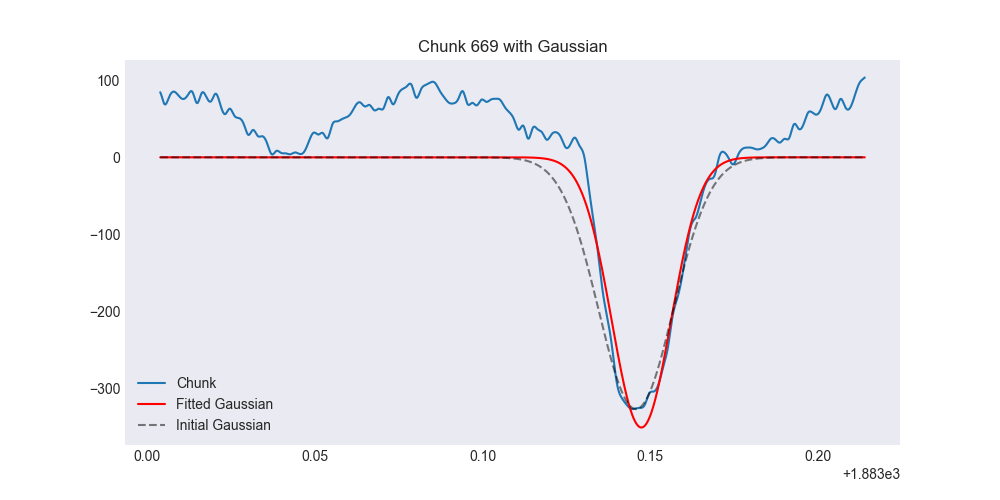 Chunk 669 with Gaussian
100
0
−100
−200
−300
Chunk
Fitted Gaussian
Initial Gaussian
0.00 0.05 0.10 0.15 0.20
+1.883e3